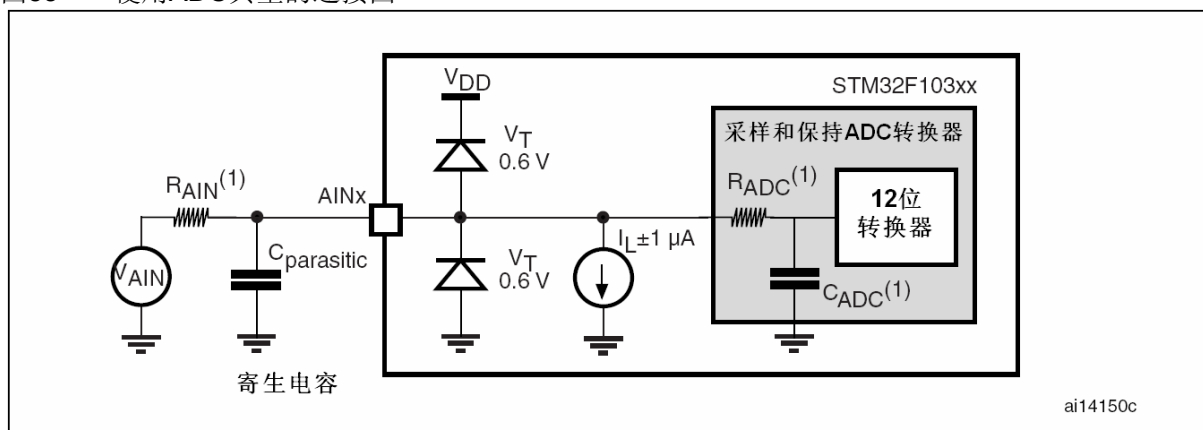 VDD
STM32F103xx
采样和保持ADC转换器
VT
0.6 V
RAIN(1)
AINx
RADC(1)
12位
转换器
IL±1 µA
VAIN
Cparasitic
VT
0.6 V
CADC(1)
寄生电容
ai14150c